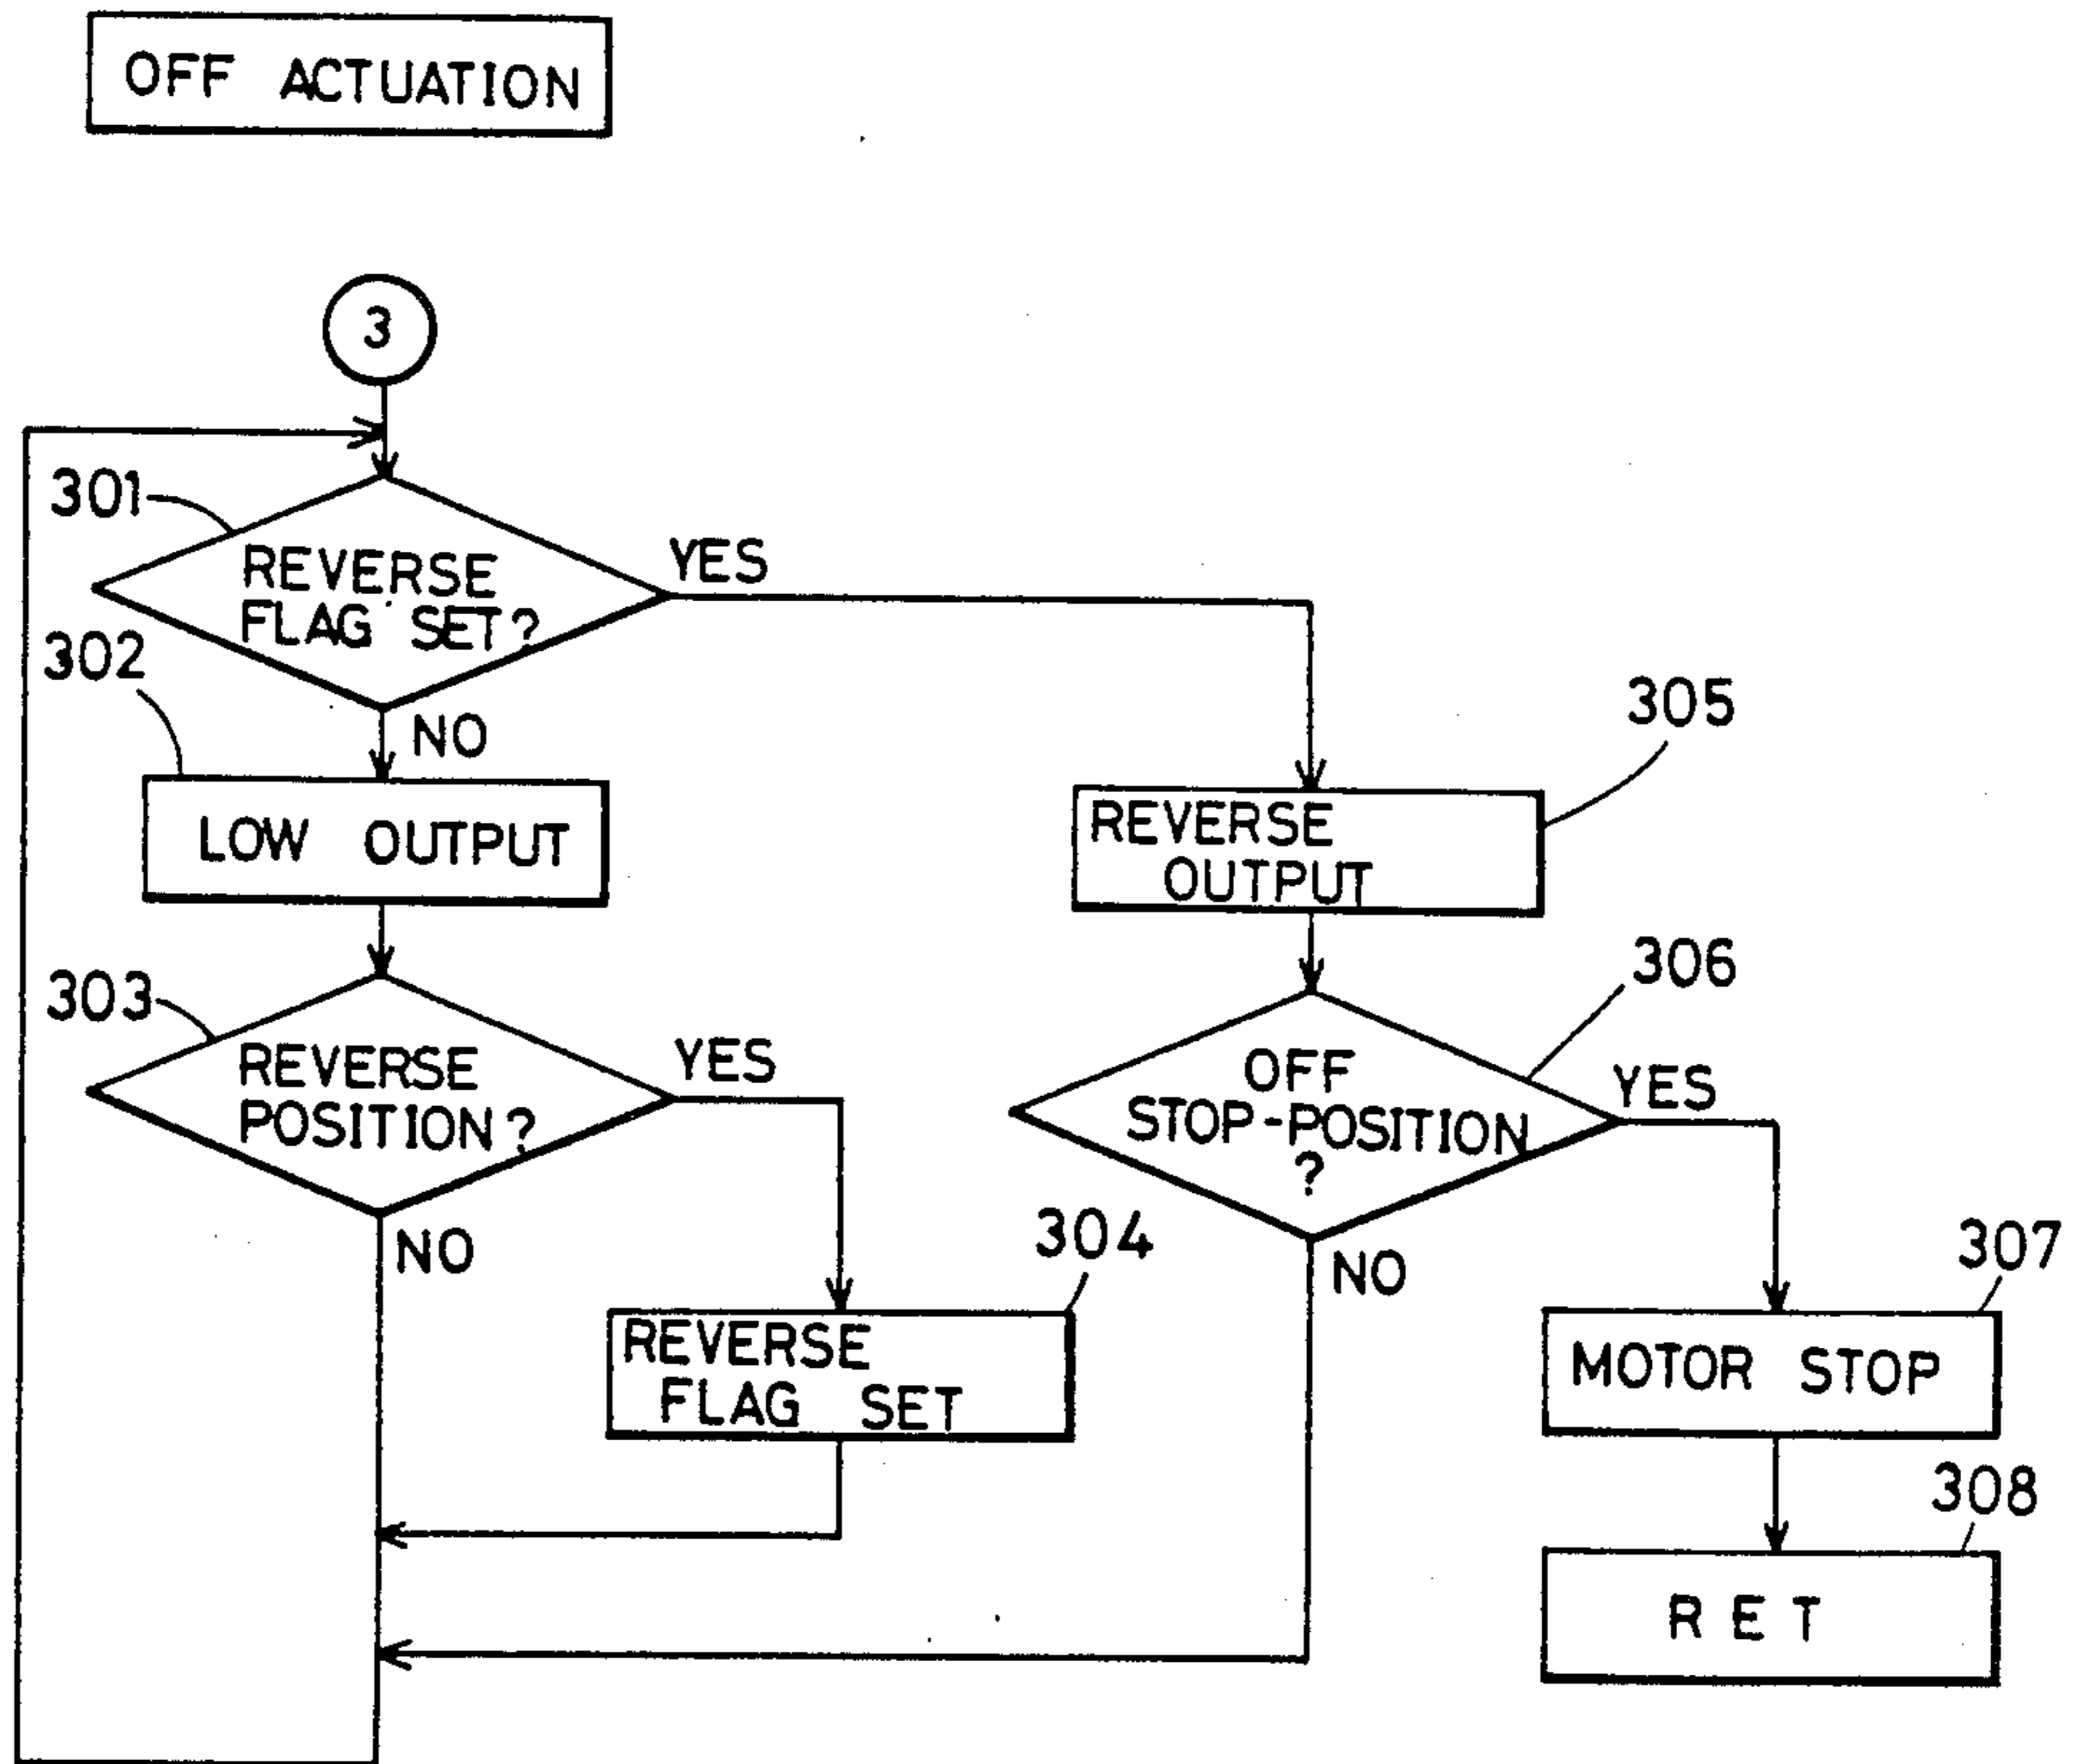 OFF ACTUATION
3
301
REVERSE
FLAG SET?
YES
302
NO
LOW OUTPUT
305
REVERSE
OUTPUT
303
REVERSE
POSITION?
YES
NO
306
OFF
STOP-POSITION
?
YES
NO
304
REVERSE
FLAG SET
307
MOTOR STOP
308
RET